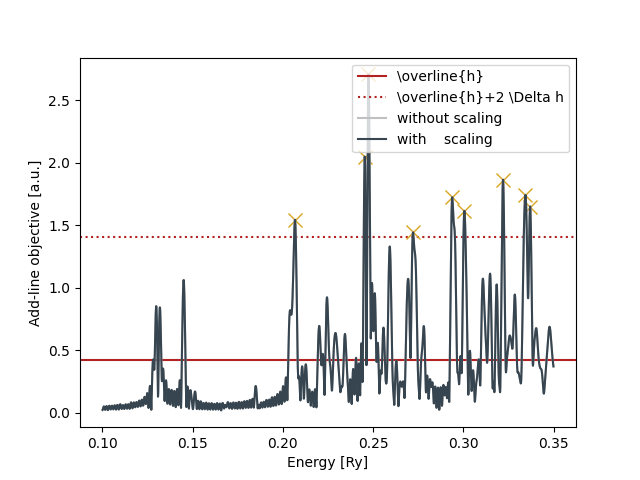 \overline{h}
\overline{h}+2 \Delta h
without scaling
with    scaling
Add-line objective [a.u.]
2.5
2.0
1.5
1.0
0.5
0.0
0.10 0.15 0.20 0.25 0.30 0.35
Energy [Ry]